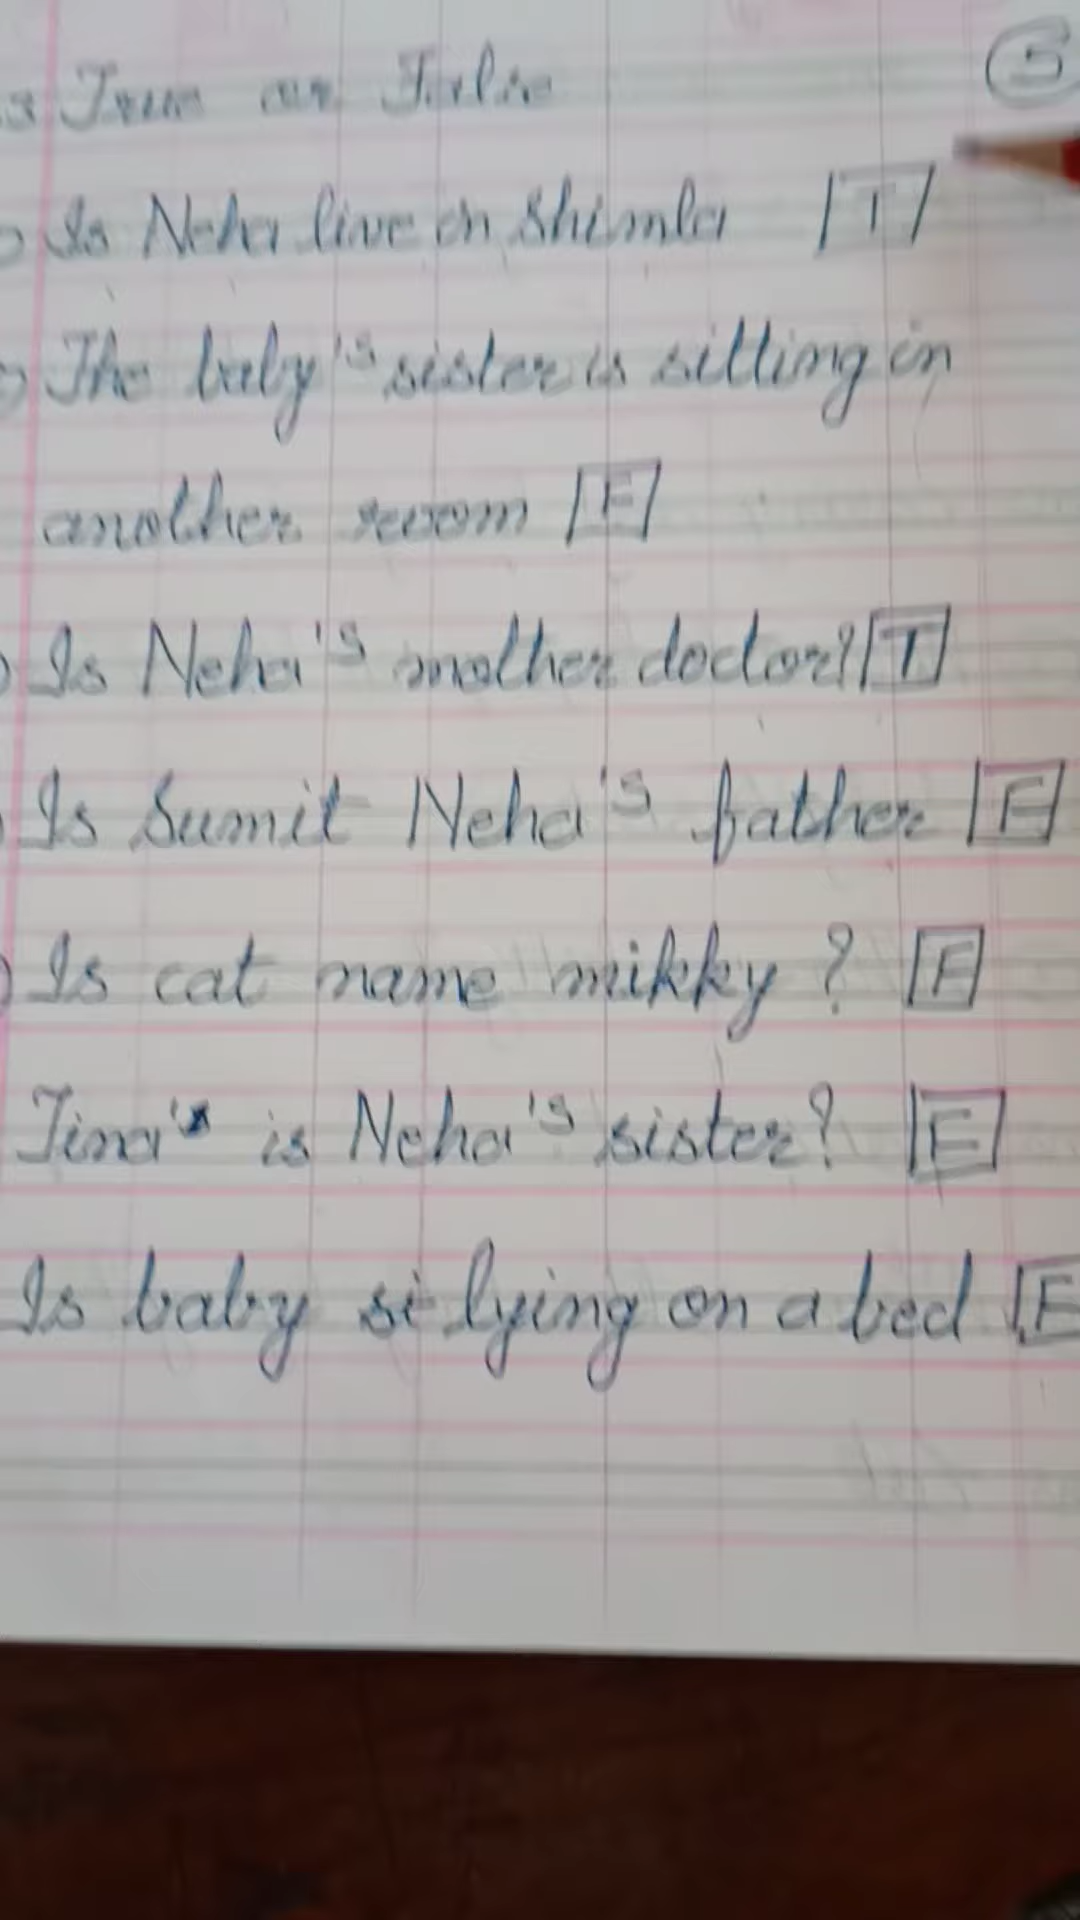 True or False 5
Is Neha live in Shimla T
The baby's sister is sitting in
another room F
Is Neha's mother doctor? T
Is Sumit Neha's father F
Is cat name mikky? F
Tina's is Neha's sister? F
Is baby si lying on a bed F